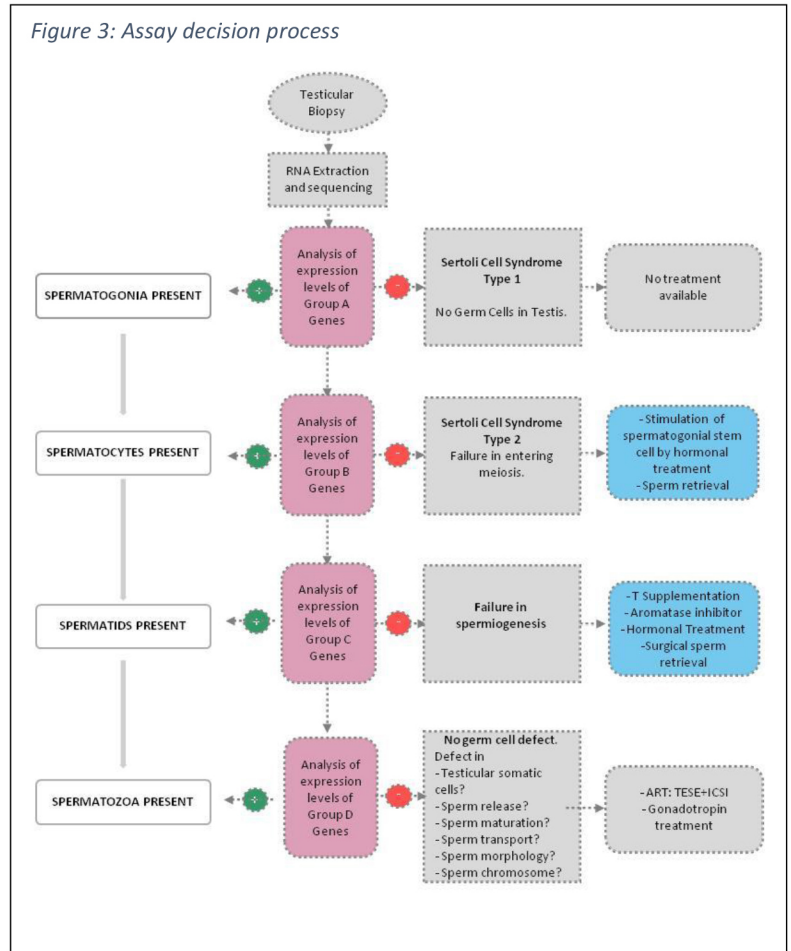 Figure 3: Assay decision process
Testicular
Biopsy
RNA Extraction
and sequencing
Analysis of
expression
levels of
Group A
Genes
SPERMATOGONIA PRESENT
+
-
Sertoli Cell Syndrome
Type 1
No Germ Cells in Testis.
No treatment
available
Analysis of
expression
levels of
Group B
Genes
SPERMATOCYTES PRESENT
+
-
Sertoli Cell Syndrome
Type 2
Failure in entering
meiosis.
-Stimulation of
spermatogonial stem
cell by hormonal
treatment
-Sperm retrieval
Analysis of
expression
levels of
Group C
Genes
SPERMATIDS PRESENT
+
-
Failure in
spermiogenesis
-T Supplementation
-Aromatase inhibitor
-Hormonal Treatment
-Surgical sperm
retrieval
Analysis of
expression
levels of
Group D
Genes
SPERMATOZOA PRESENT
+
-
No germ cell defect.
Defect in
-Testicular somatic
cells?
-Sperm release?
-Sperm maturation?
-Sperm transport?
-Sperm morphology?
-Sperm chromosome?
-ART: TESE+ICSI
-Gonadotropin
treatment